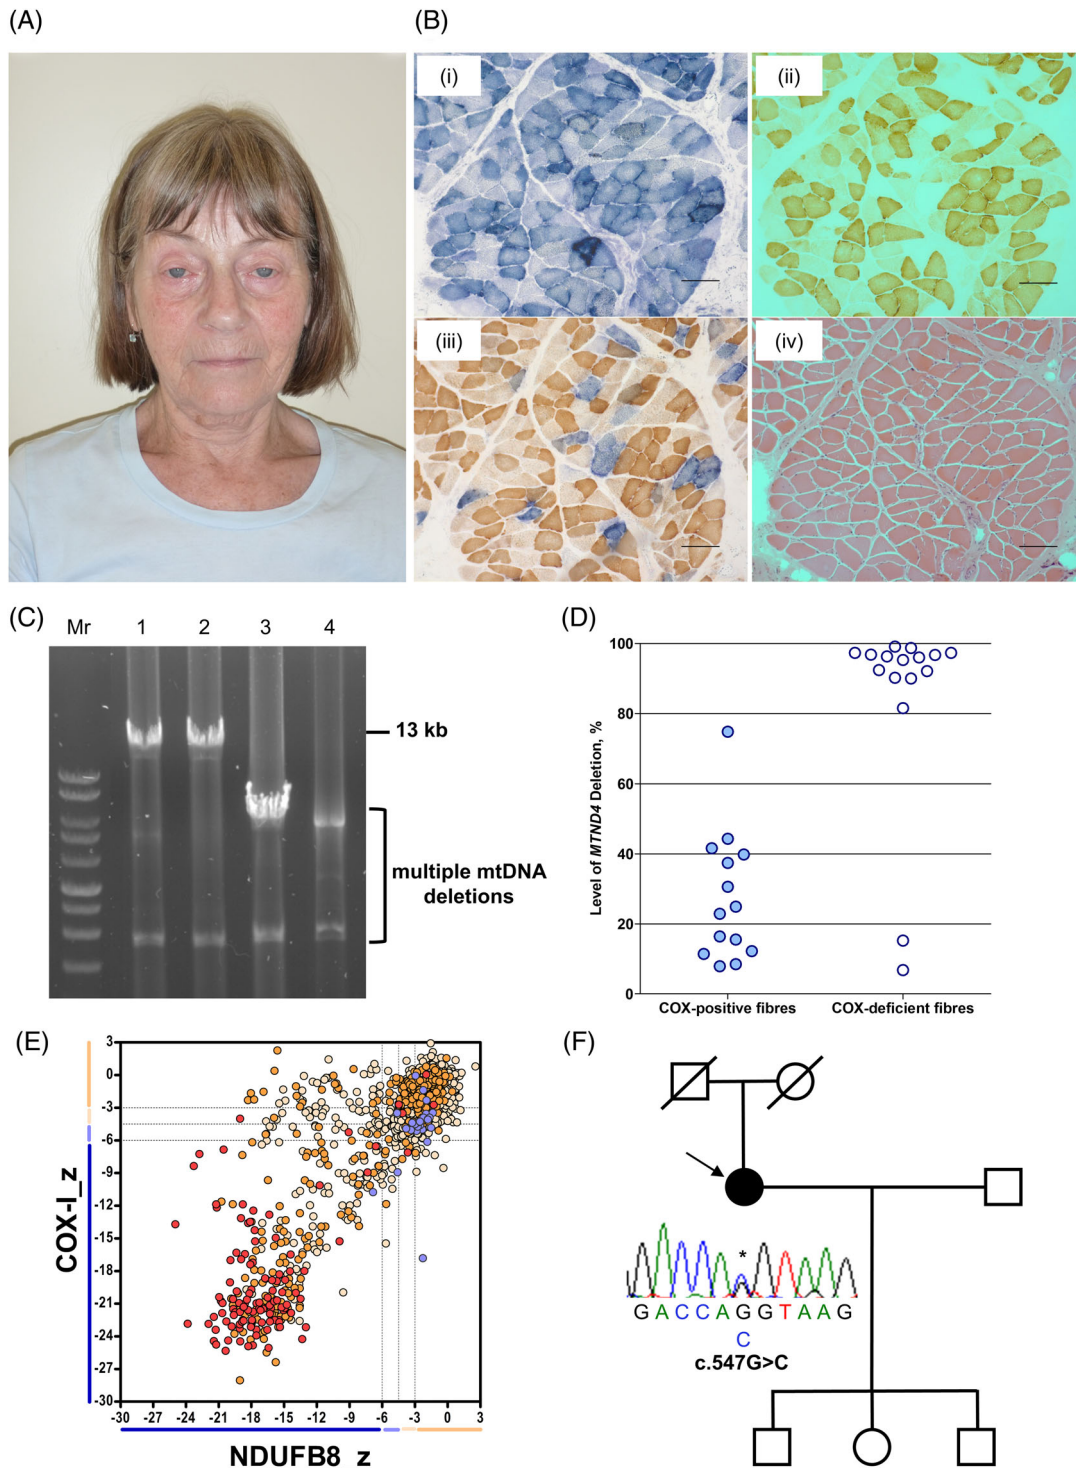 (A)
(B)
(i)
(ii)
(iii)
(iv)
(C)
Mr 1 2 3 4
13 kb
multiple mtDNA
deletions
(D)
Level of MTND4 Deletion, %
100
80
60
40
20
0
COX-positive fibres COX-deficient fibres
(E)
COX-I_z
3
0
-3
-6
-9
-12
-15
-18
-21
-24
-27
-30
-30 -27 -24 -21 -18 -15 -12 -9 -6 -3 0 3
NDUFB8_z
(F)
*
GACCAGGTAAG
C
c.547G>C